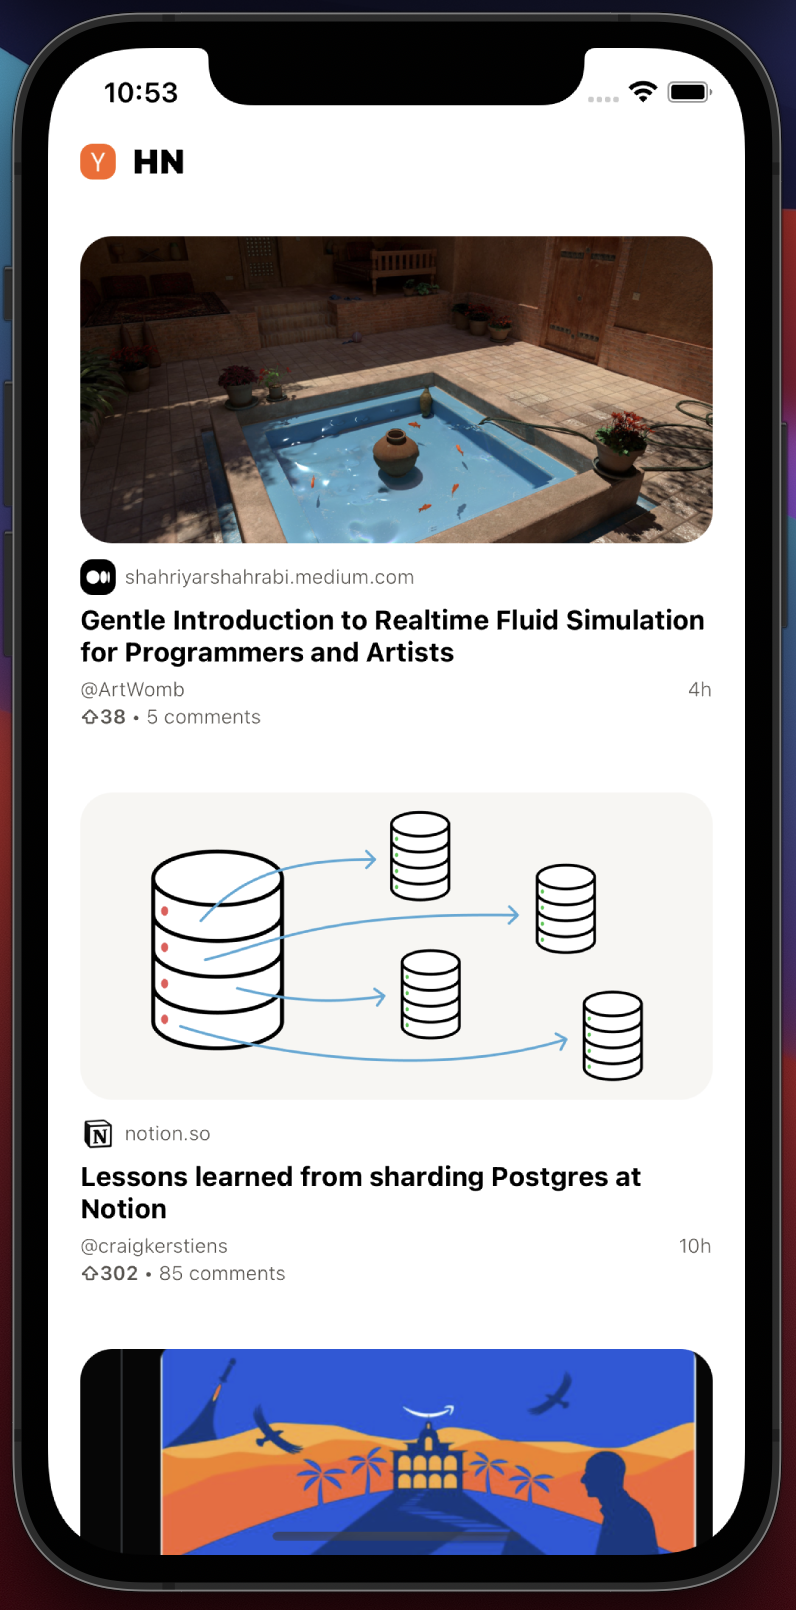 10:53
Y HN
shahriyarshahrabi.medium.com
Gentle Introduction to Realtime Fluid Simulation
for Programmers and Artists
@ArtWomb 4h
38 • 5 comments
N notion.so
Lessons learned from sharding Postgres at
Notion
@craigkerstiens 10h
302 • 85 comments